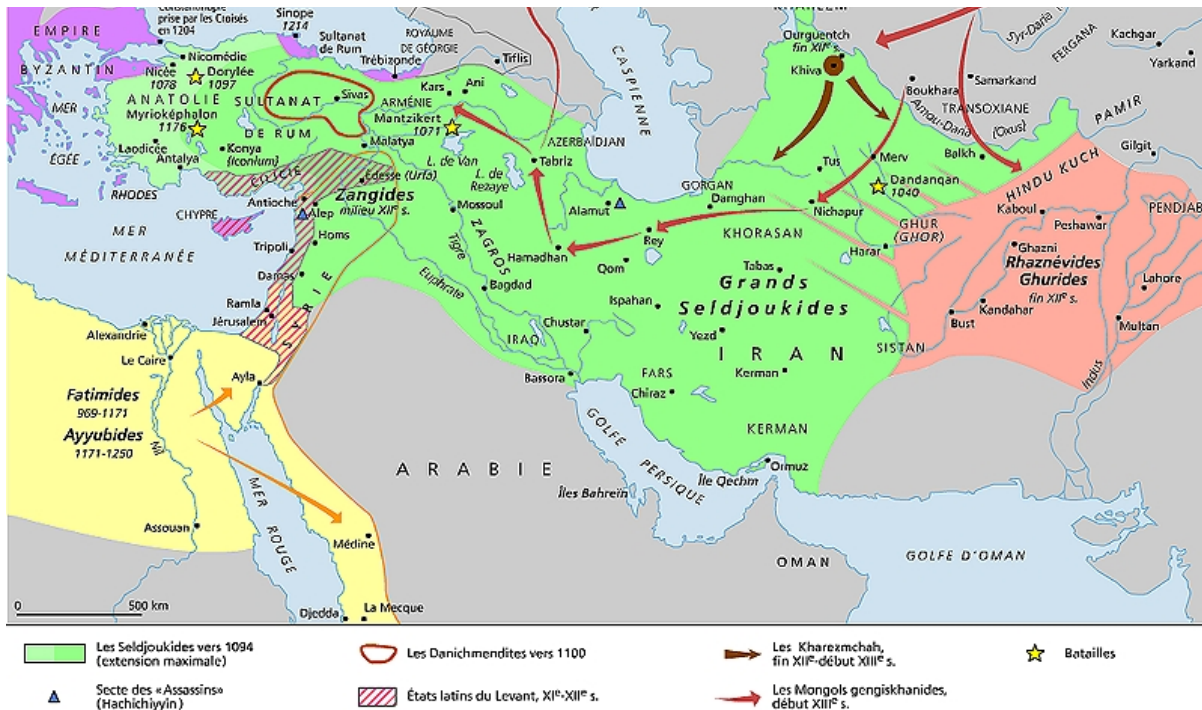 Constantinople
prise par les Croisés
en 1204
Sinope
1214
EMPIRE
BYZANTIN
Sultanat
de Rum
ROYAUME
DE GÉORGIE
Trébizonde
Tiflis
Nicomédie
Nicée
1078
Dorylée
1097
ANATOLIE
Myrioképhalon
1176
SULTANAT
DE RUM
Sivas
ARMÉNIE
Kars
Ani
Mantzikert
1071
Malatya
Konya
(Iconium)
Laodicée
Antalya
MER
ÉGÉE
RHODES
CILICIE
Édesse (Urfa)
Antioche
Alep
CHYPRE
Zangides
milieu XIIe s.
L. de Van
L. de
Rezaye
Tabriz
AZERBAÏDJAN
CASPIENNE
Mossoul
Tigre
ZAGROS
Alamut
MER
MÉDITERRANÉE
Tripoli
Homs
Damas
SYRIE
Ramla
Jérusalem
Euphrate
Bagdad
Hamadhan
Rey
Qom
GORGAN
Damghan
Nichapur
KHORASAN
Tus
Merv
Dandanqan
1040
Balkh
Ourguentch
fin XIIe s.
Khiva
Boukhara
Samarkand
TRANSOXIANE
Amou-Daria
(Oxus)
Syr-Daria
FERGANA
Kachgar
Yarkand
PAMIR
Gilgit
HINDU KUCH
Kaboul
Peshawar
PENDJAB
GHUR
(GHOR)
Harar
Ghazni
Rhaznévides
Ghurides
fin XIIe s.
Lahore
Kandahar
Bust
Multan
Indus
SISTAN
Tabas
Grands
Seldjoukides
Ispahan
Yezd
IRAN
Chustar
IRAQ
Bassora
FARS
Chiraz
Kerman
KERMAN
Ormuz
GOLFE
PERSIQUE
Île Qechm
Îles Bahreïn
ARABIE
OMAN
GOLFE D'OMAN
Alexandrie
Le Caire
Ayla
Fatimides
969-1171
Ayyubides
1171-1250
Nil
Assouan
MER ROUGE
Médine
Djedda
La Mecque
0
500 km
Les Seldjoukides vers 1094
(extension maximale)
Secte des «Assassins»
(Hachichiyyin)
Les Danichmendites vers 1100
États latins du Levant, XIe-XIIe s.
Les Kharezmchah,
fin XIIe-début XIIIe s.
Les Mongols gengiskhanides,
début XIIIe s.
Batailles